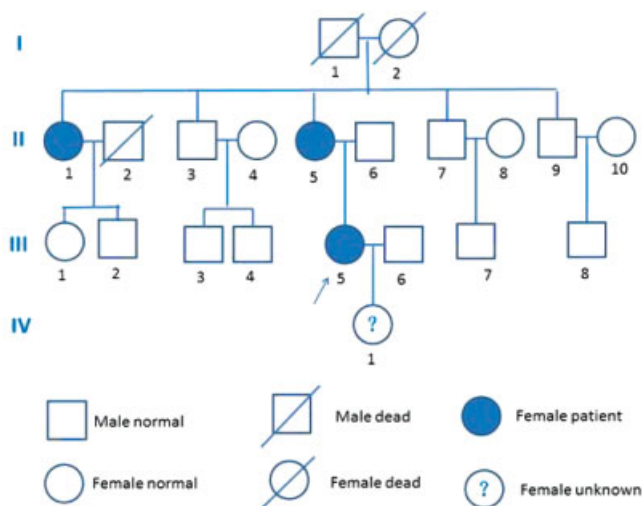 I
1 2
II
1 2 3 4 5 6 7 8 9 10
III
1 2 3 4 5 6 7 8
IV
?
1
Male normal Male dead Female patient
Female normal Female dead ? Female unknown